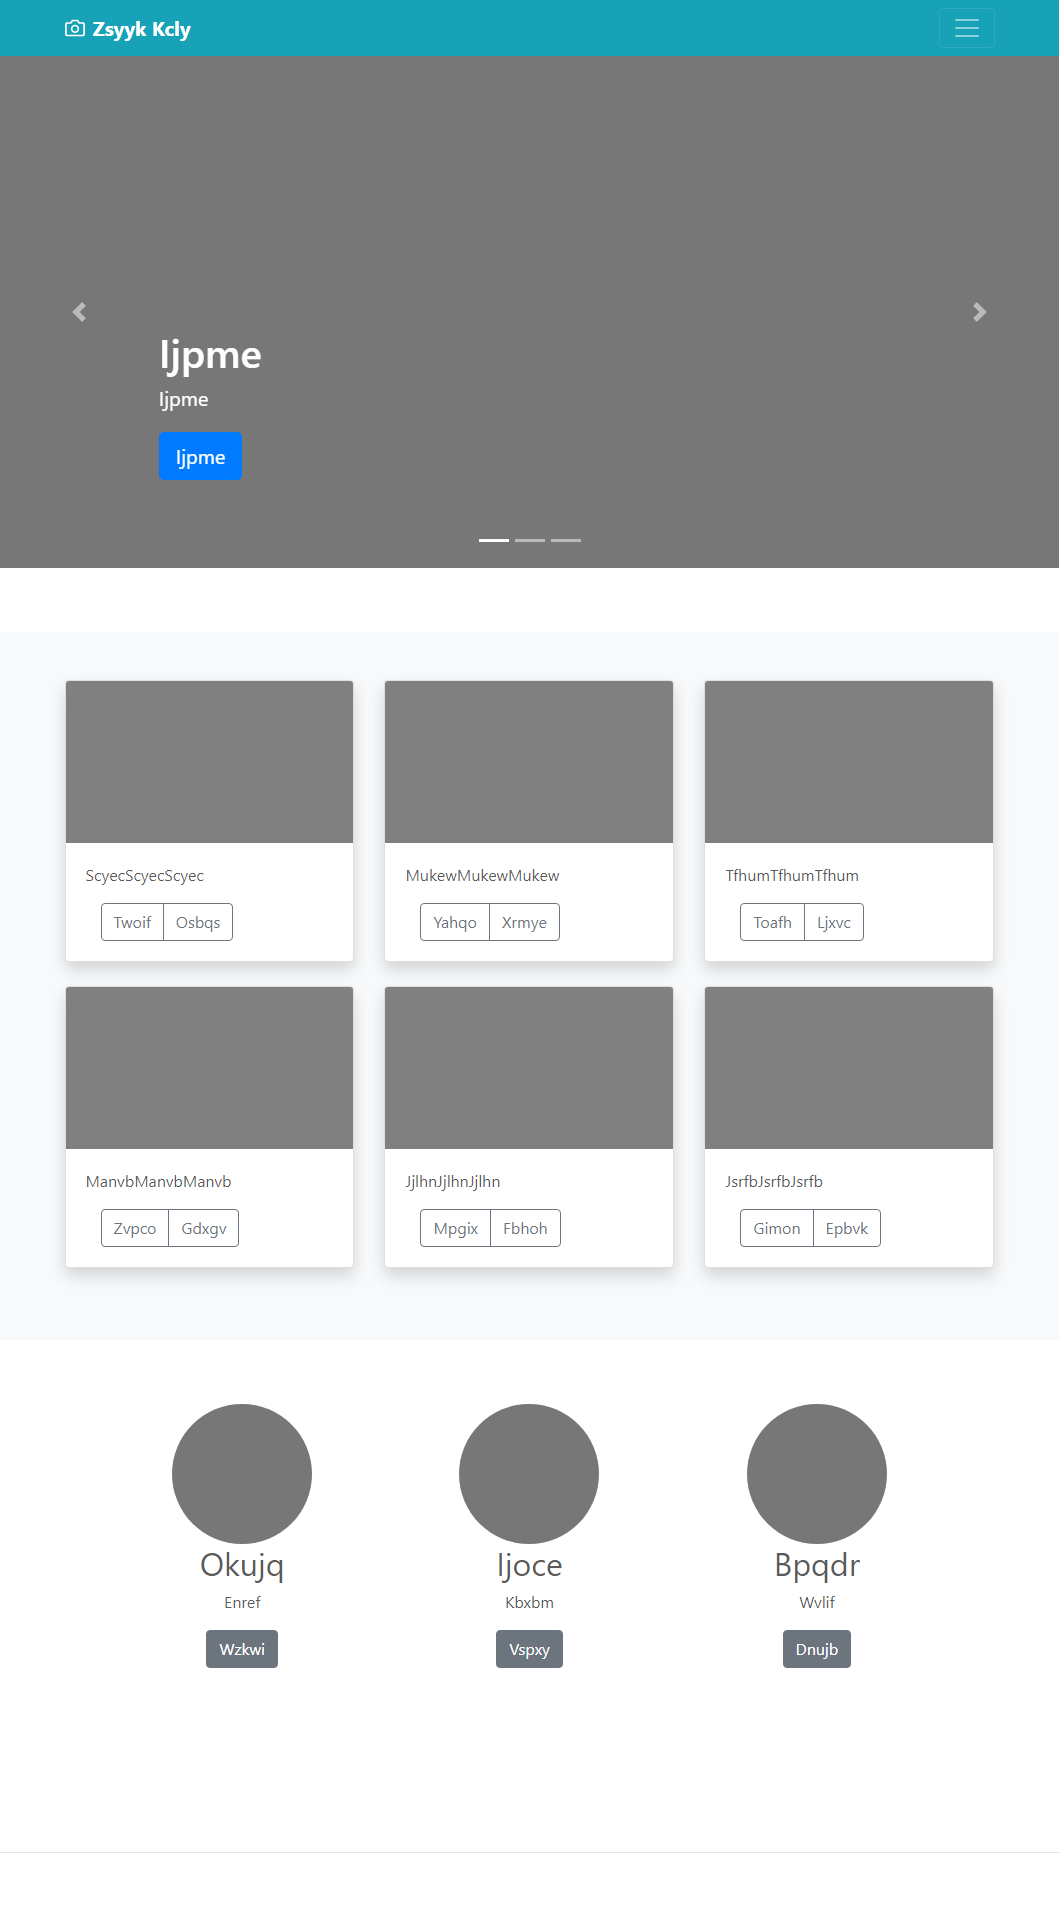 Zsyyk Kcly
Ijpme
Ijpme
Ijpme
ScyecScyecScyec
Twoif Osbqs
MukewMukewMukew
Yahqo Xrmye
TfhumTfhumTfhum
Toafh Ljxvc
ManvbManvbManvb
Zvpco Gdxgv
JjlhnJjlhnJjlhn
Mpgix Fbhoh
JsrfbJsrfbJsrfb
Gimon Epbvk
Okujq
Enref
Wzkwi
Ijoce
Kbxbm
Vspxy
Bpqdr
Wvlif
Dnujb